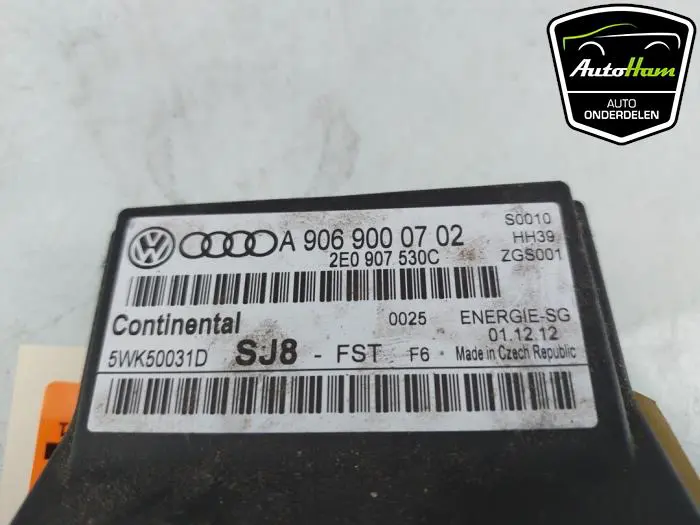 AutoHam
AUTO
ONDERDELEN
A 906 900 07 02
2E0 907 530C
S0010
HH39
ZGS001
Continental
0025 ENERGIE-SG
01.12.12
5WK50031D SJ8 - FST F6 Made in Czech Republic